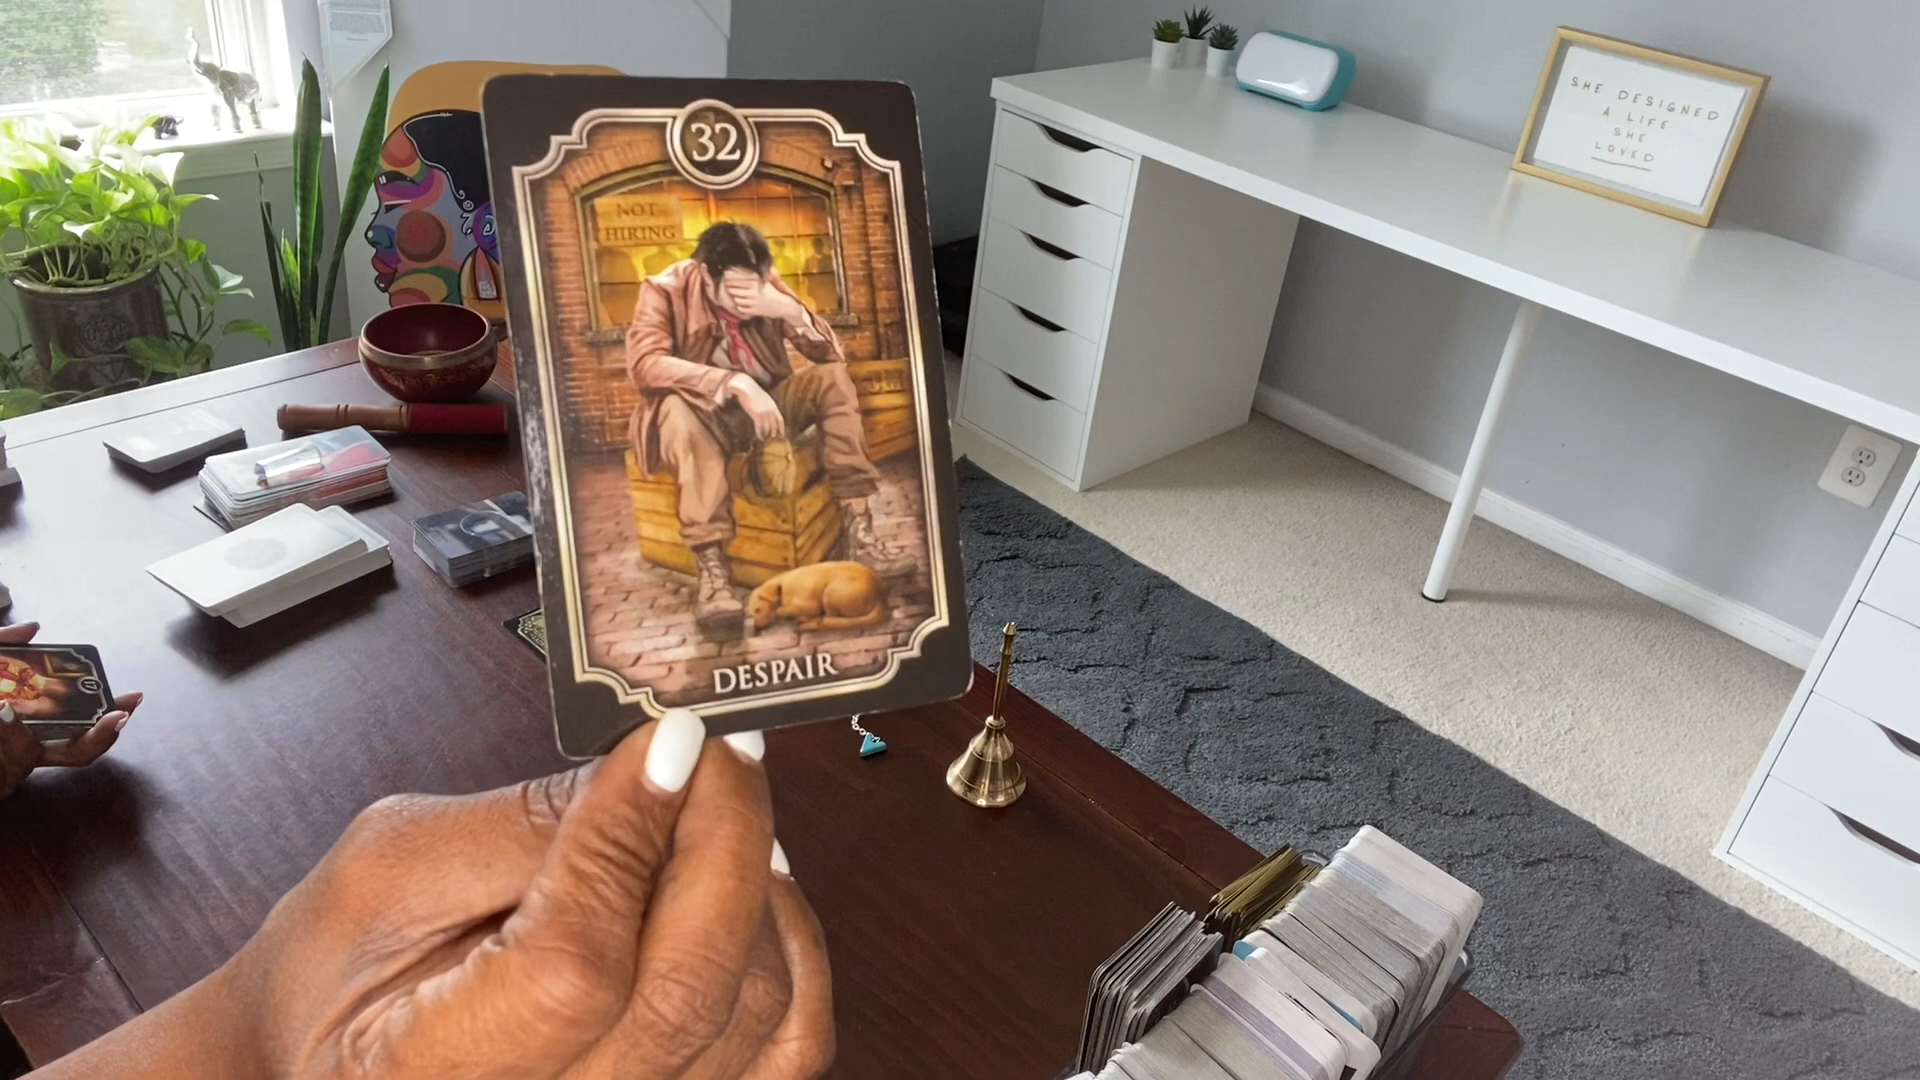 32
NOT
HIRING
DESPAIR
SHE DESIGNED
A LIFE
SHE
LOVED